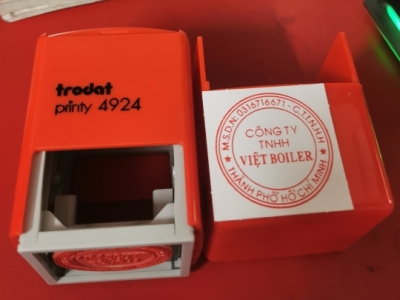 trodat
printy 4924
M.S.D.N: 0316716671 - C.T.T.N.H.H
CÔNG TY
TNHH
VIỆT BOILER
★ THÀNH PHỐ HỒ CHÍ MINH ★